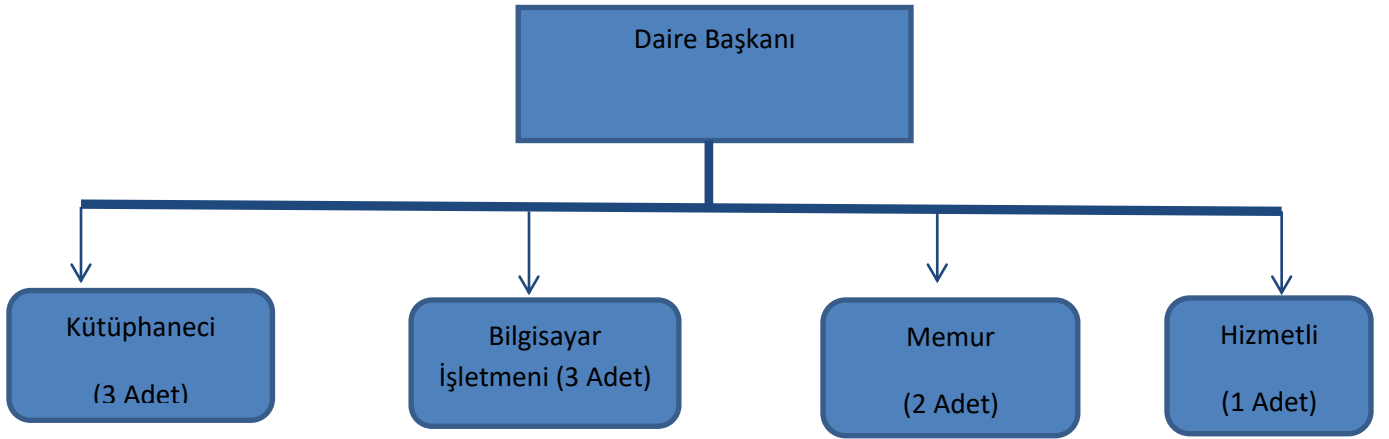 Daire Başkanı
Kütüphaneci
(3 Adet)
Bilgisayar
İşletmeni (3 Adet)
Memur
(2 Adet)
Hizmetli
(1 Adet)